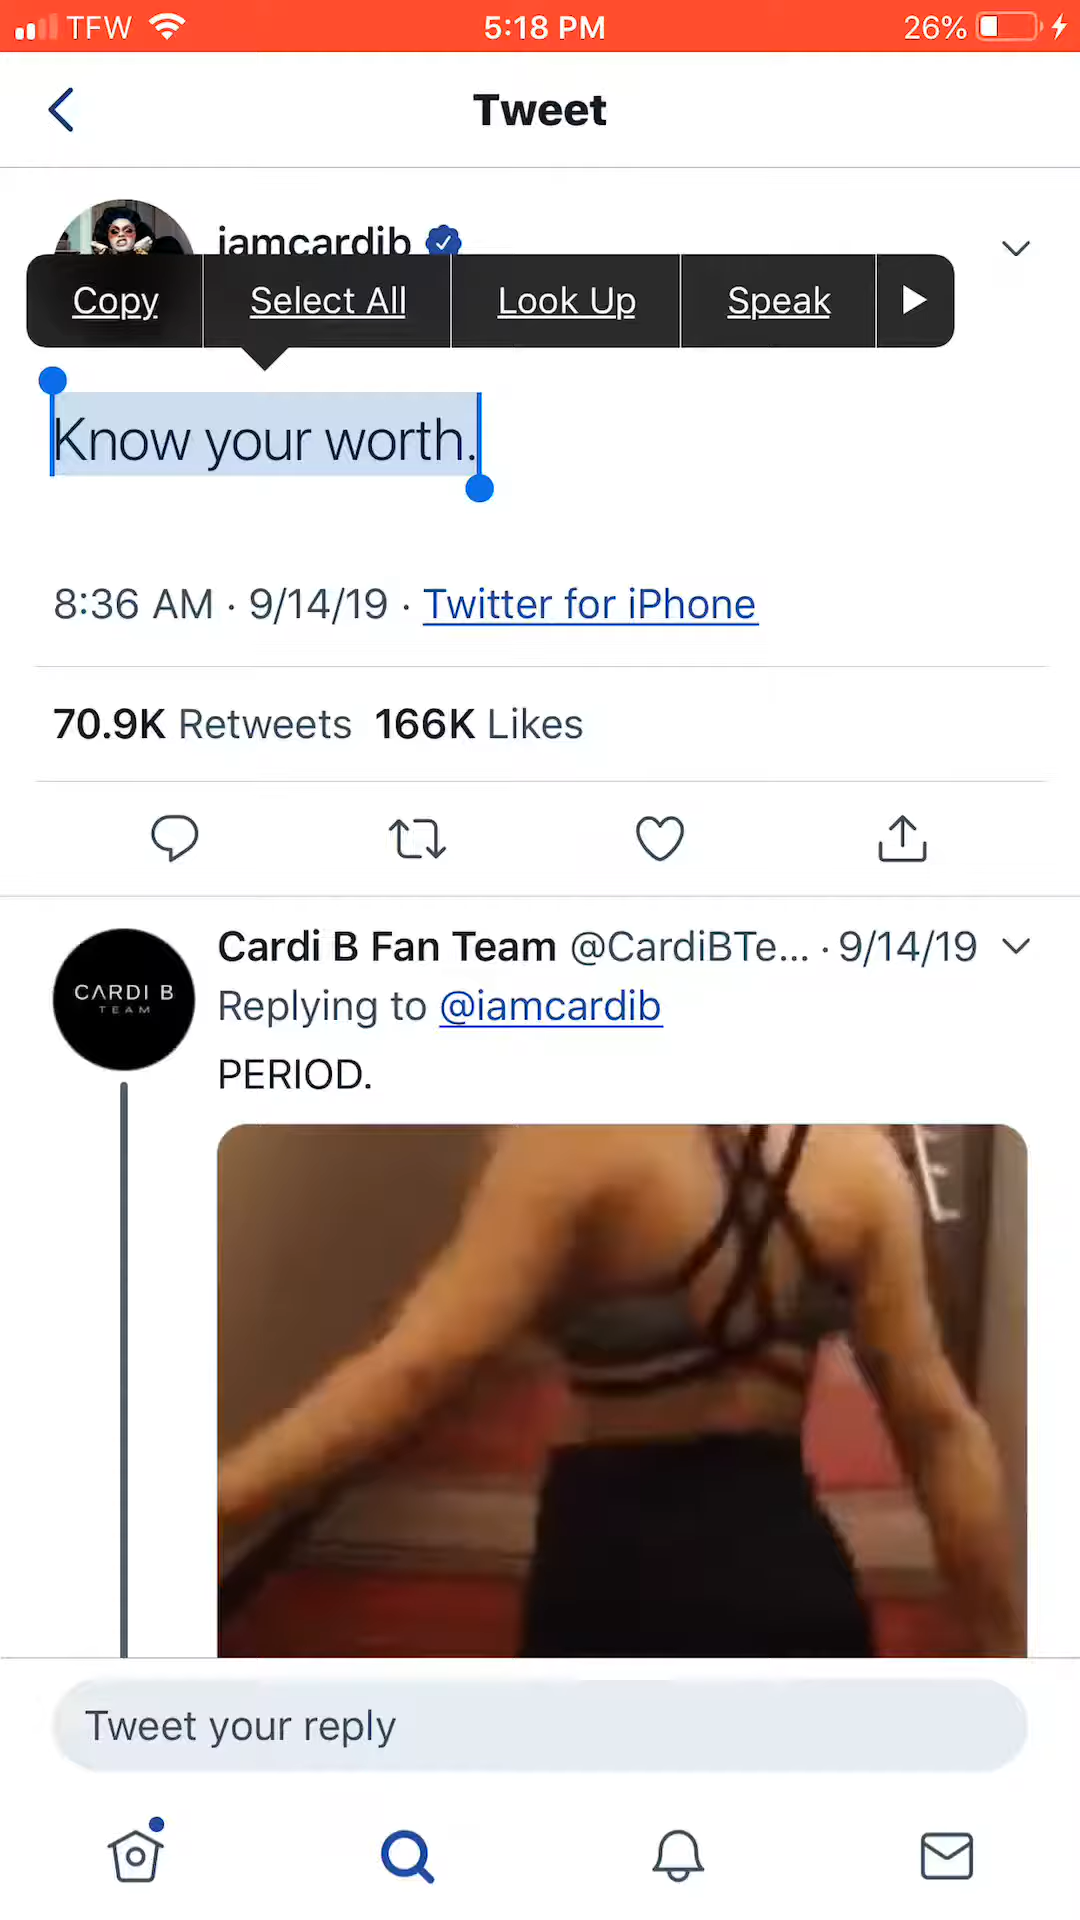 TFW 5:18 PM 26%
Tweet
iamcardib
Copy Select All Look Up Speak
Know your worth.
8:36 AM · 9/14/19 · Twitter for iPhone
70.9K Retweets 166K Likes
Cardi B Fan Team @CardiBTe... · 9/14/19
CARDI B
TEAM
Replying to @iamcardib
PERIOD.
Tweet your reply